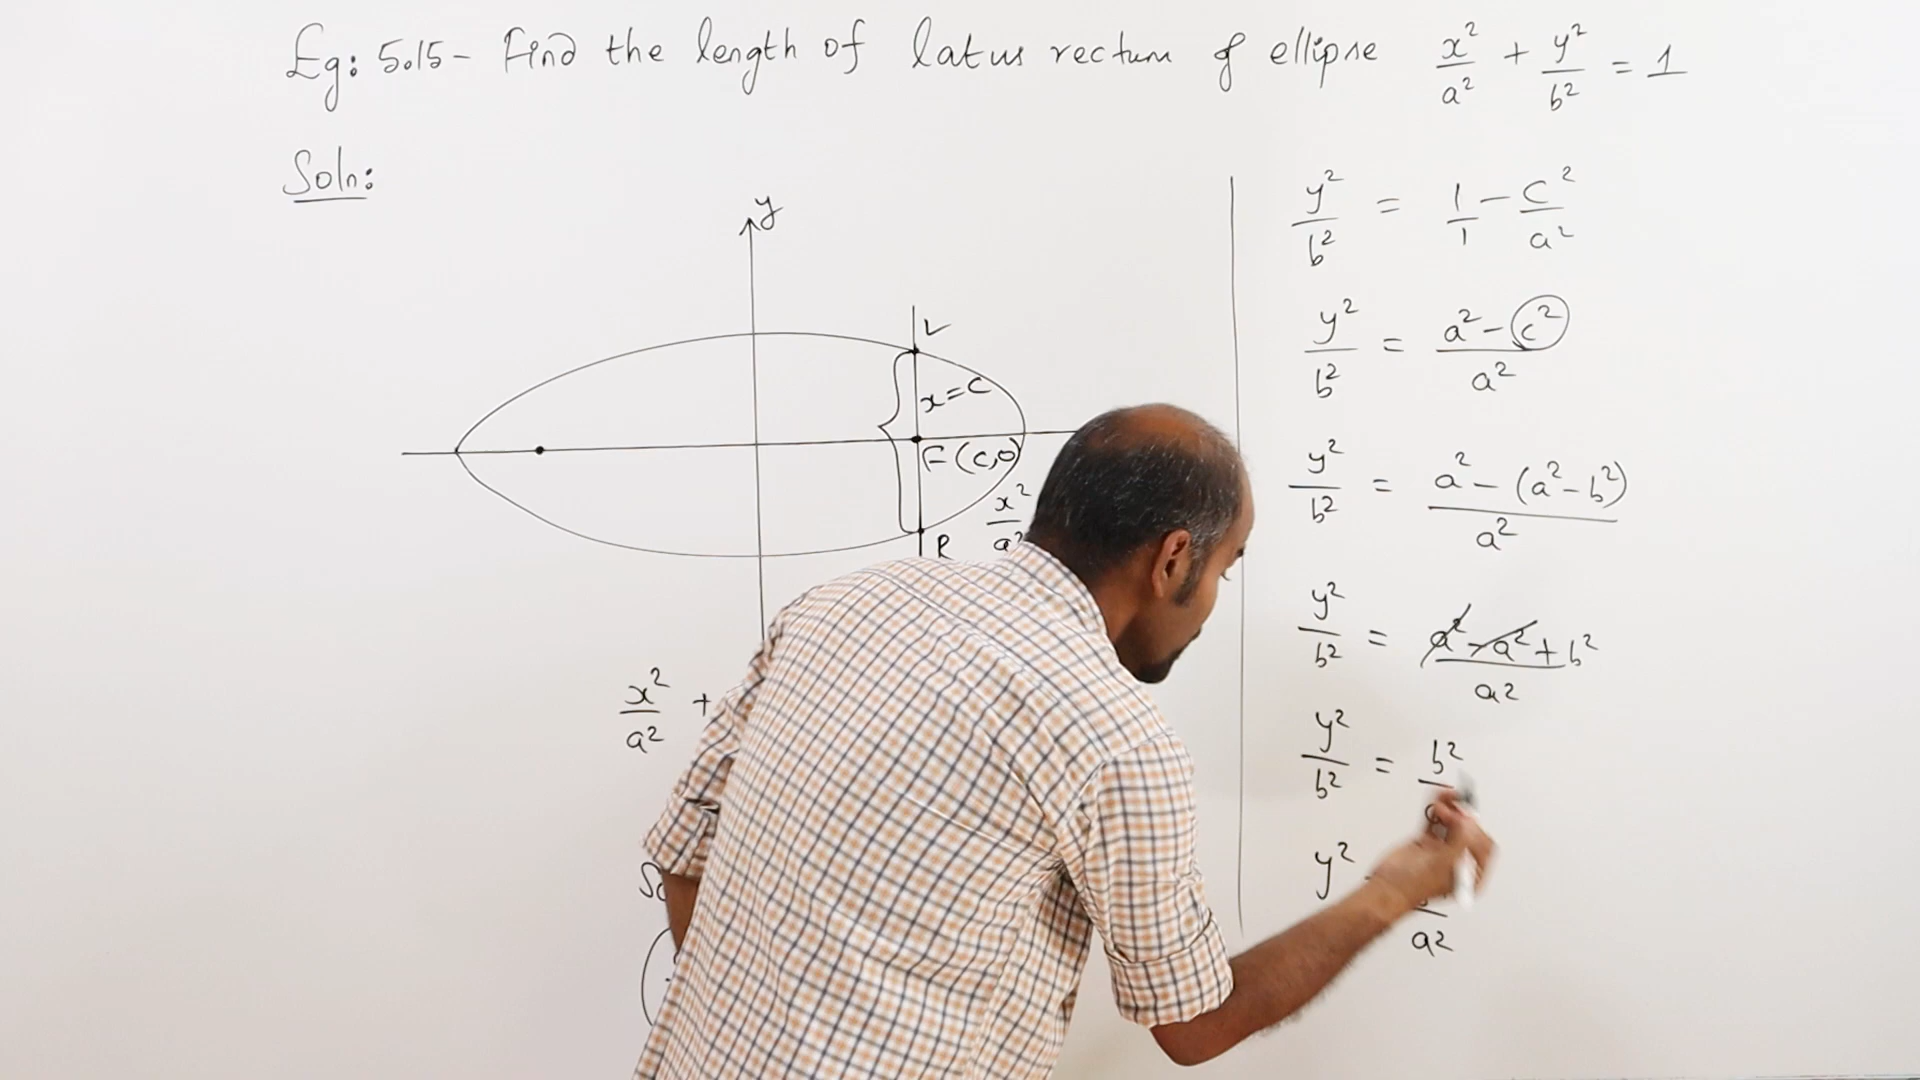 Eg: 5.15 - Find the length of latus rectum of ellipse x²/a² + y²/b² = 1
Soln:
y
L
x=c
F(c,0)
x²/a²
R
x²/a² +
y²/b² = 1/1 - c²/a²
y²/b² = (a² - c²)/a²
y²/b² = (a² - (a² - b²))/a²
y²/b² = (a² - a² + b²)/a²
y²/b² = b²/
y²
a²